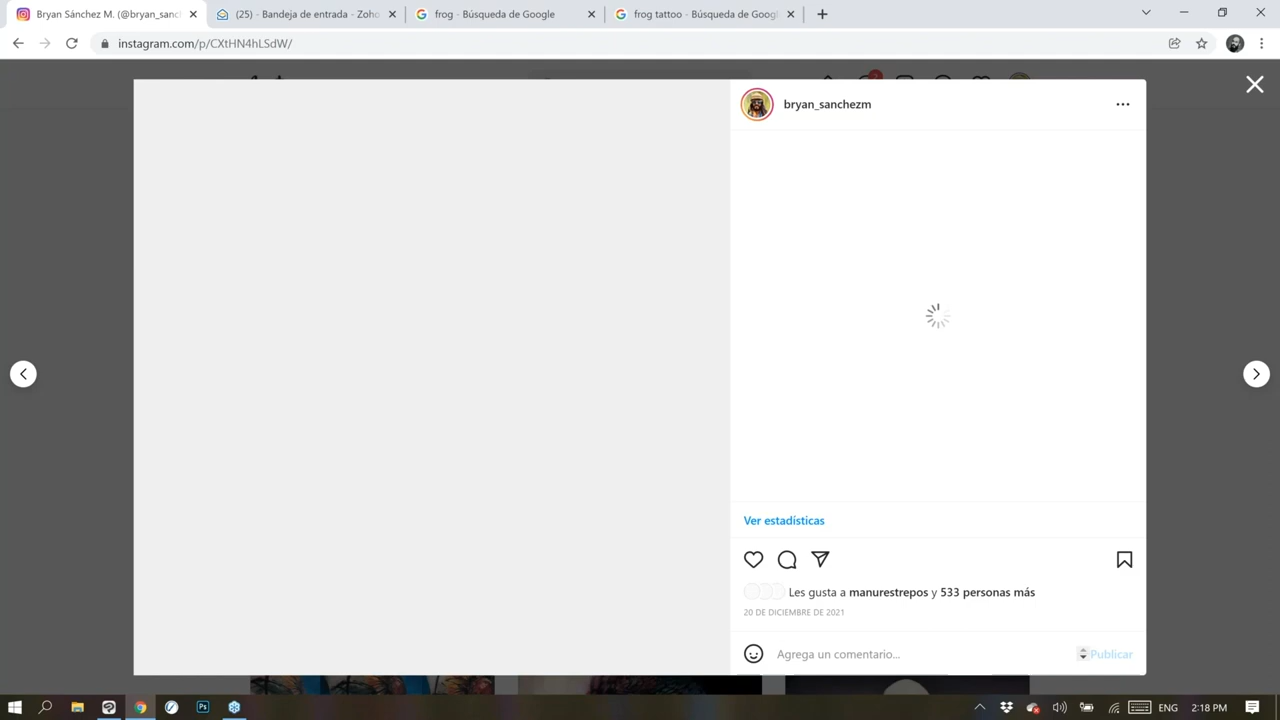 Bryan Sánchez M. (@bryan_sanc
(25) - Bandeja de entrada - Zoho
frog - Búsqueda de Google
frog tattoo - Búsqueda de Googl
instagram.com/p/CXtHN4hLSdW/
bryan_sanchezm
Ver estadísticas
Les gusta a manurestrepos y 533 personas más
20 DE DICIEMBRE DE 2021
Agrega un comentario...
Publicar
ENG
2:18 PM